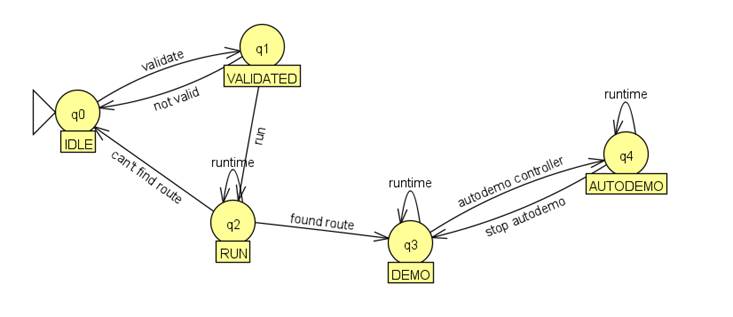 validate
q1
VALIDATED
not valid
q0
IDLE
run
can't find route
runtime
q2
RUN
found route
runtime
q3
DEMO
autodemo controller
stop autodemo
runtime
q4
AUTODEMO